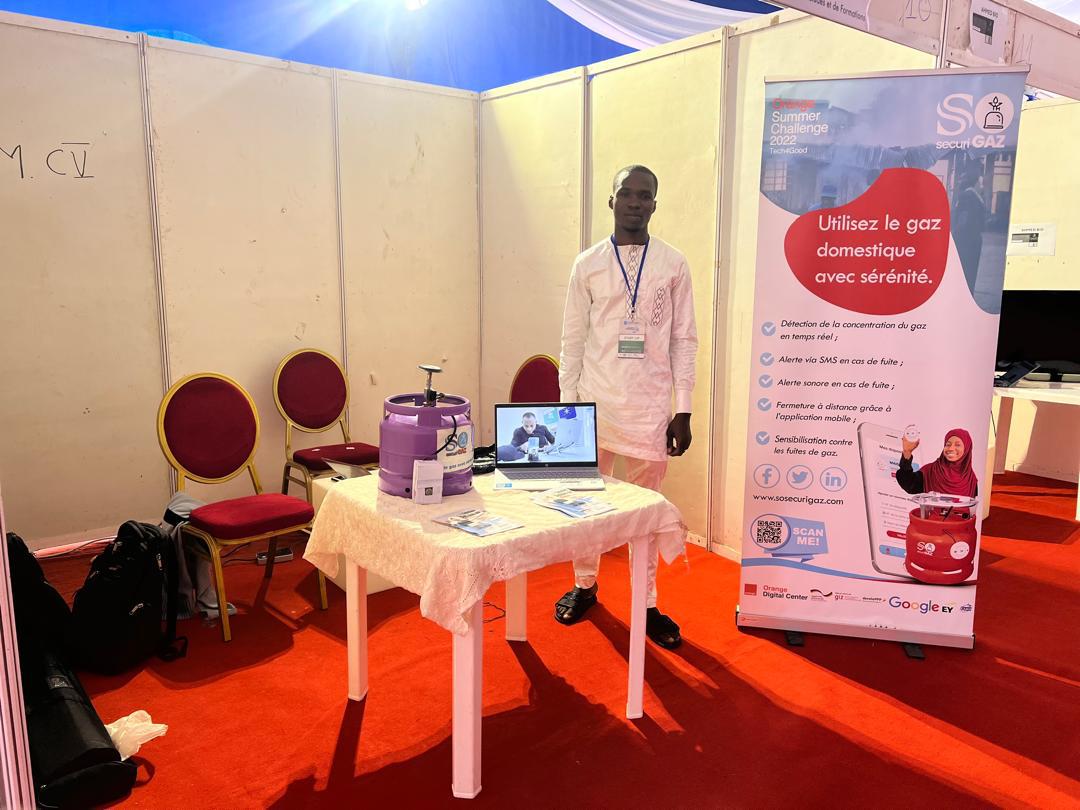 M. CV
10
Orange
Summer
Challenge
2022
Tech4Good
SO
securiGAZ
Utilisez le gaz
domestique
avec sérénité.
Détection de la concentration du gaz
en temps réel ;
Alerte via SMS en cas de fuite ;
Alerte sonore en cas de fuite ;
Fermeture à distance grâce à
l'application mobile ;
Sensibilisation contre
les fuites de gaz.
www.sosecurigaz.com
SCAN
ME!
Orange
Digital Center
giz
Google
EY